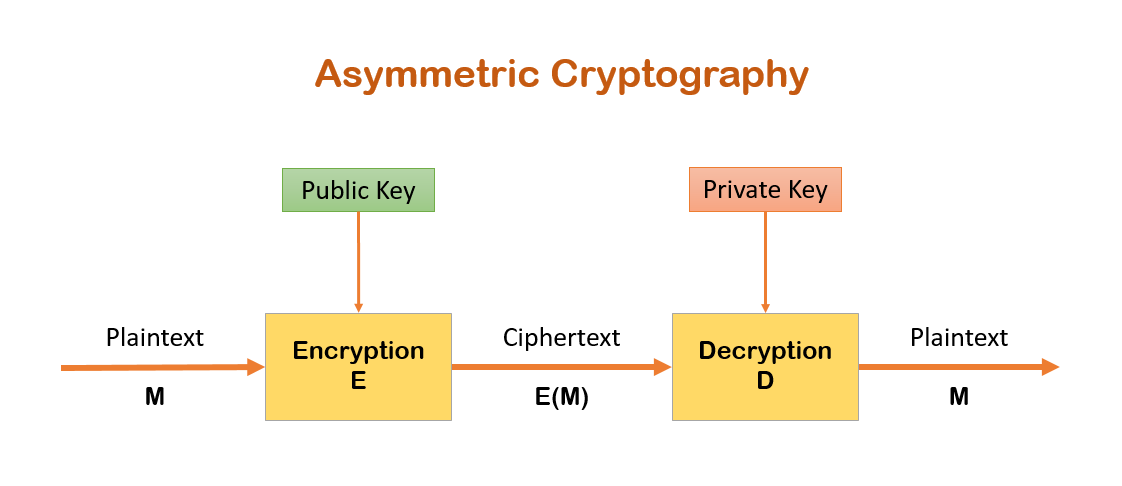 Asymmetric Cryptography
Public Key
Private Key
Plaintext
M
Encryption
E
Ciphertext
E(M)
Decryption
D
Plaintext
M